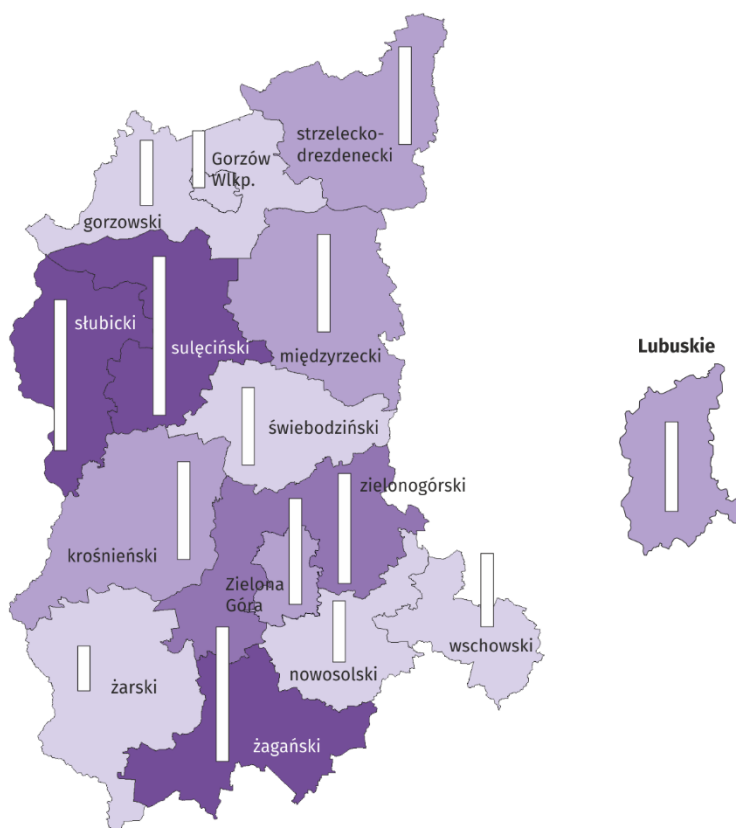 strzelecko-
drezdenecki
Gorzów
Wlkp.
gorzowski
słubicki
sulęciński
międzyrzecki
Lubuskie
świebodziński
zielonogórski
krośnieński
Zielona
Góra
wschowski
nowosolski
żarski
żagański